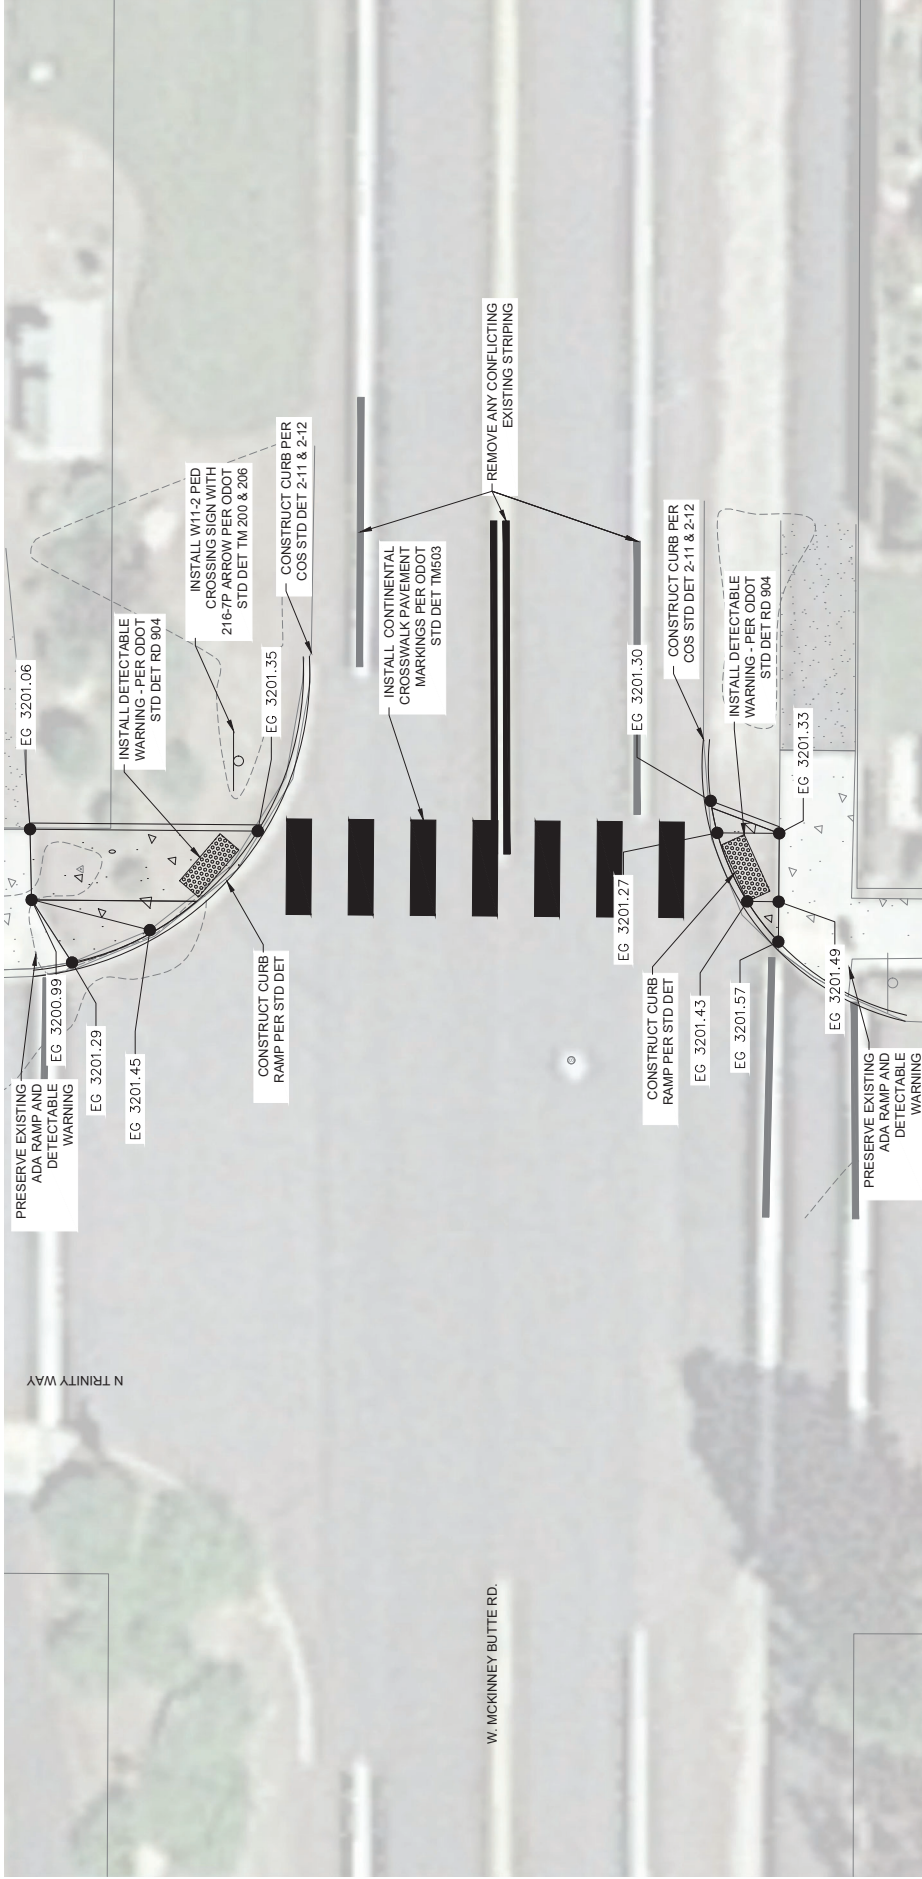 PRESERVE EXISTING
ADA RAMP AND
DETECTABLE
WARNING
EG 3200.99
EG 3201.29
EG 3201.45
EG 3201.06
INSTALL DETECTABLE
WARNING - PER ODOT
STD DET RD 904
INSTALL W11-2 PED
CROSSING SIGN WITH
216-7P ARROW PER ODOT
STD DET TM 200 & 206
EG 3201.35
CONSTRUCT CURB PER
COS STD DET 2-11 & 2-12
CONSTRUCT CURB
RAMP PER STD DET
INSTALL CONTINENTAL
CROSSWALK PAVEMENT
MARKINGS PER ODOT
STD DET TM503
REMOVE ANY CONFLICTING
EXISTING STRIPING
N TRINITY WAY
W. MCKINNEY BUTTE RD.
EG 3201.27
EG 3201.30
CONSTRUCT CURB PER
COS STD DET 2-11 & 2-12
CONSTRUCT CURB
RAMP PER STD DET
INSTALL DETECTABLE
WARNING - PER ODOT
STD DET RD 904
EG 3201.43
EG 3201.57
EG 3201.33
EG 3201.49
PRESERVE EXISTING
ADA RAMP AND
DETECTABLE
WARNING